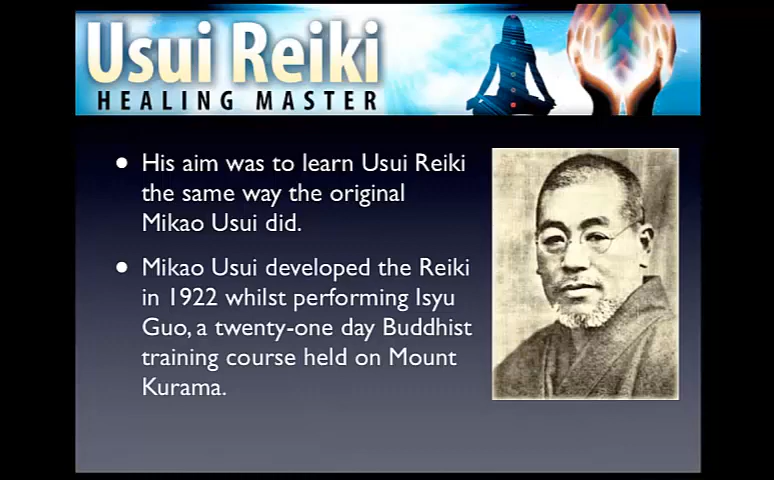 Usui Reiki
HEALING MASTER
• His aim was to learn Usui Reiki
the same way the original
Mikao Usui did.
• Mikao Usui developed the Reiki
in 1922 whilst performing Isyu
Guo, a twenty-one day Buddhist
training course held on Mount
Kurama.